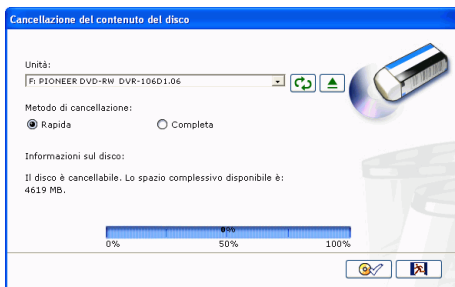 Cancellazione del contenuto del disco
Unità:
F: PIONEER DVD-RW DVR-106D1.06
Metodo di cancellazione:
Rapida Completa
Informazioni sul disco:
Il disco è cancellabile. Lo spazio complessivo disponibile è:
4619 MB.
0%
0% 50% 100%